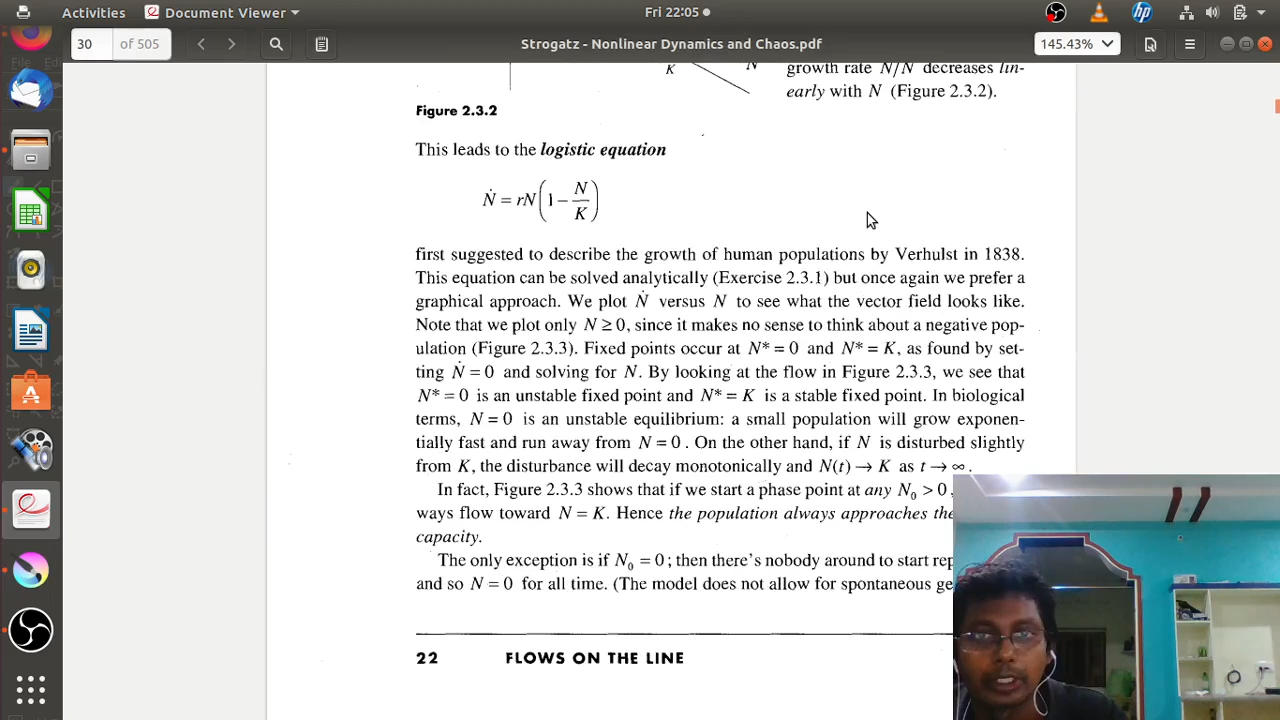 Activities Document Viewer Fri 22:05
30 of 505 Strogatz - Nonlinear Dynamics and Chaos.pdf 145.43%
K N growth rate Ṅ/N decreases lin-
early with N (Figure 2.3.2).
Figure 2.3.2
This leads to the logistic equation
Ṅ = rN(1 − N/K)
first suggested to describe the growth of human populations by Verhulst in 1838.
This equation can be solved analytically (Exercise 2.3.1) but once again we prefer a
graphical approach. We plot Ṅ versus N to see what the vector field looks like.
Note that we plot only N ≥ 0, since it makes no sense to think about a negative pop-
ulation (Figure 2.3.3). Fixed points occur at N* = 0 and N* = K, as found by set-
ting Ṅ = 0 and solving for N. By looking at the flow in Figure 2.3.3, we see that
N* = 0 is an unstable fixed point and N* = K is a stable fixed point. In biological
terms, N = 0 is an unstable equilibrium: a small population will grow exponen-
tially fast and run away from N = 0. On the other hand, if N is disturbed slightly
from K, the disturbance will decay monotonically and N(t) → K as t → ∞.
In fact, Figure 2.3.3 shows that if we start a phase point at any N₀ > 0,
ways flow toward N = K. Hence the population always approaches the
capacity.
The only exception is if N₀ = 0; then there's nobody around to start rep
and so N = 0 for all time. (The model does not allow for spontaneous ge
22 FLOWS ON THE LINE